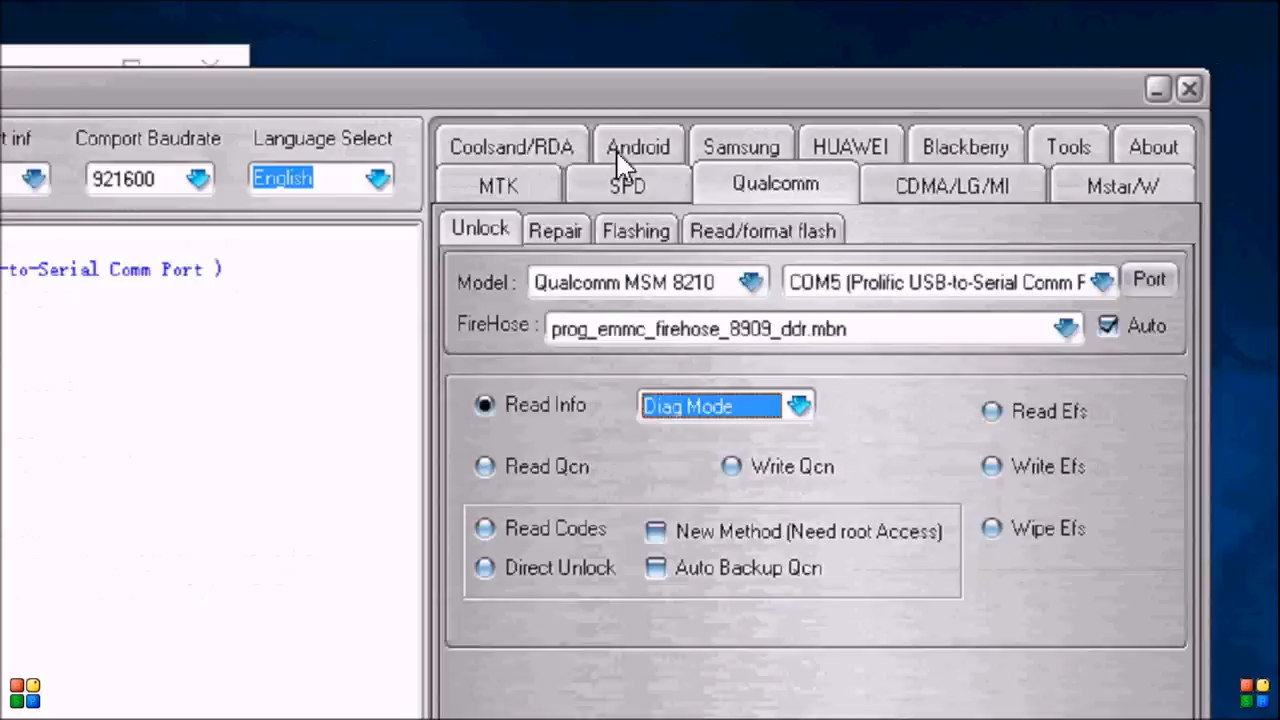 t inf Comport Baudrate Language Select
921600 English
-to-Serial Comm Port )
Coolsand/RDA Android Samsung HUAWEI Blackberry Tools About
MTK SPD Qualcomm CDMA/LG/MI Mstar/W
Unlock Repair Flashing Read/format flash
Model : Qualcomm MSM 8210 COM5 (Prolific USB-to-Serial Comm F Port
FireHose : prog_emmc_firehose_8909_ddr.mbn Auto
Read Info Diag Mode Read Efs
Read Qcn Write Qcn Write Efs
Read Codes New Method (Need root Access) Wipe Efs
Direct Unlock Auto Backup Qcn